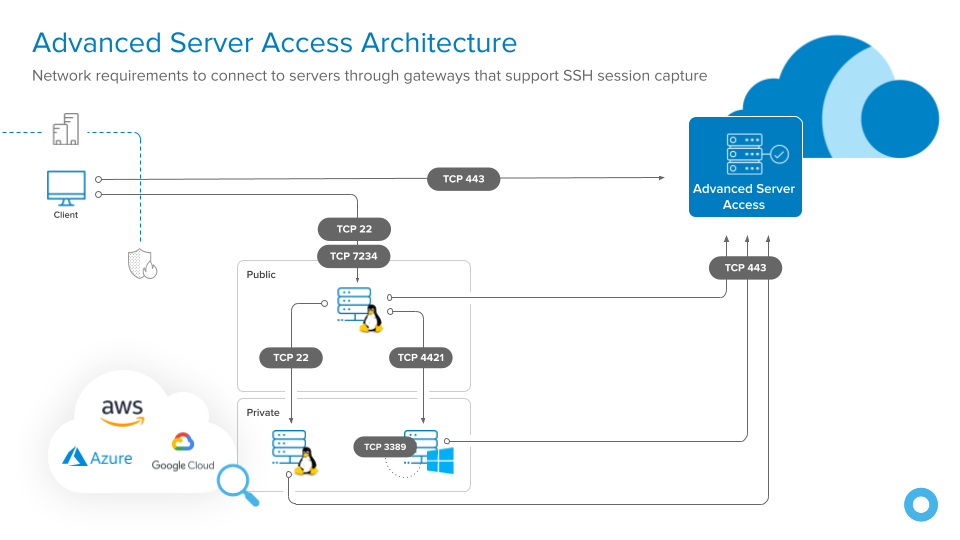 Advanced Server Access Architecture
Network requirements to connect to servers through gateways that support SSH session capture
Client
TCP 443
Advanced Server
Access
TCP 22
TCP 7234
TCP 443
Public
TCP 22
TCP 4421
Private
TCP 3389
aws
Azure
Google Cloud